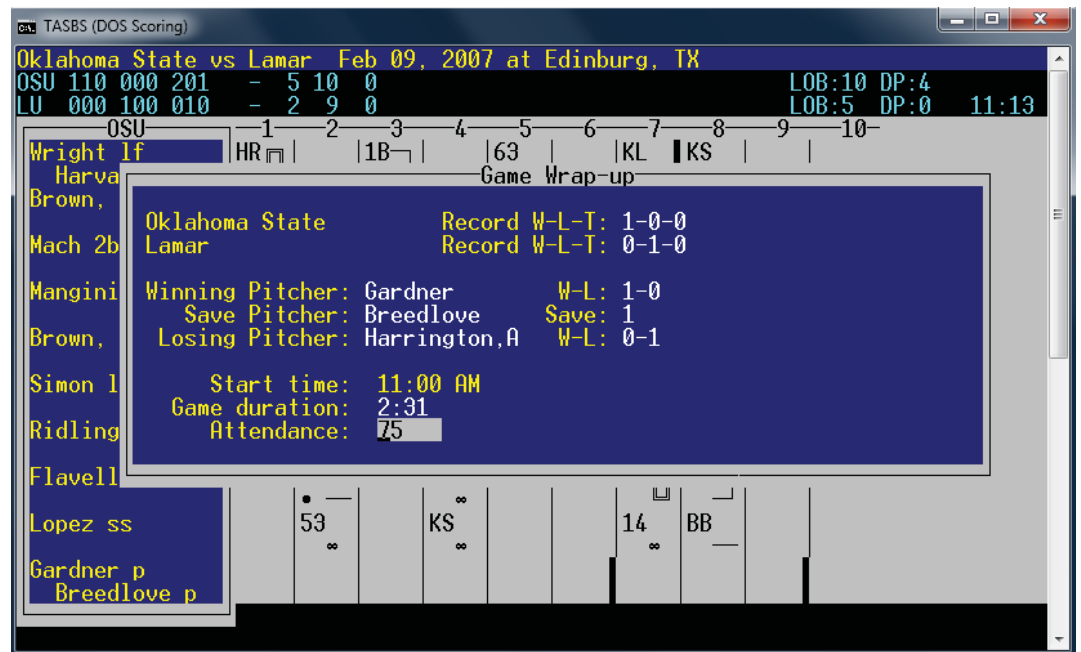 TASBS (DOS Scoring)
Oklahoma State vs Lamar Feb 09, 2007 at Edinburg, TX
OSU 110 000 201 - 5 10 0 LOB:10 DP:4
LU 000 100 010 - 2 9 0 LOB:5 DP:0 11:13
OSU 1 2 3 4 5 6 7 8 9 10
Wright lf HR 1B 63 KL KS
Harva
Game Wrap-up
Brown,
Oklahoma State Record W-L-T: 1-0-0
Mach 2b Lamar Record W-L-T: 0-1-0
Mangini Winning Pitcher: Gardner W-L: 1-0
Save Pitcher: Breedlove Save: 1
Brown, Losing Pitcher: Harrington,A W-L: 0-1
Simon l Start time: 11:00 AM
Game duration: 2:31
Ridling Attendance: 75
Flavell
Lopez ss 53 KS 14 BB
Gardner p
Breedlove p